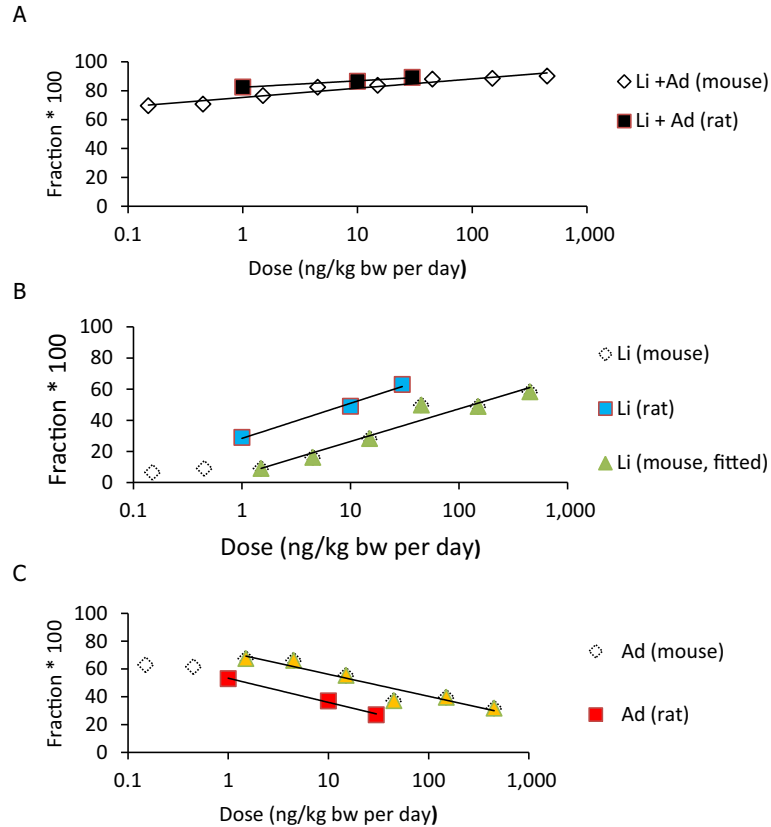 A
Fraction * 100
100
80
60
40
20
0
0.1 1 10 100 1,000
Dose (ng/kg bw per day)
Li +Ad (mouse)
Li + Ad (rat)
B
Fraction * 100
100
80
60
40
20
0
0.1 1 10 100 1,000
Dose (ng/kg bw per day)
Li (mouse)
Li (rat)
Li (mouse, fitted)
C
Fraction * 100
100
80
60
40
20
0
0.1 1 10 100 1,000
Dose (ng/kg bw per day)
Ad (mouse)
Ad (rat)